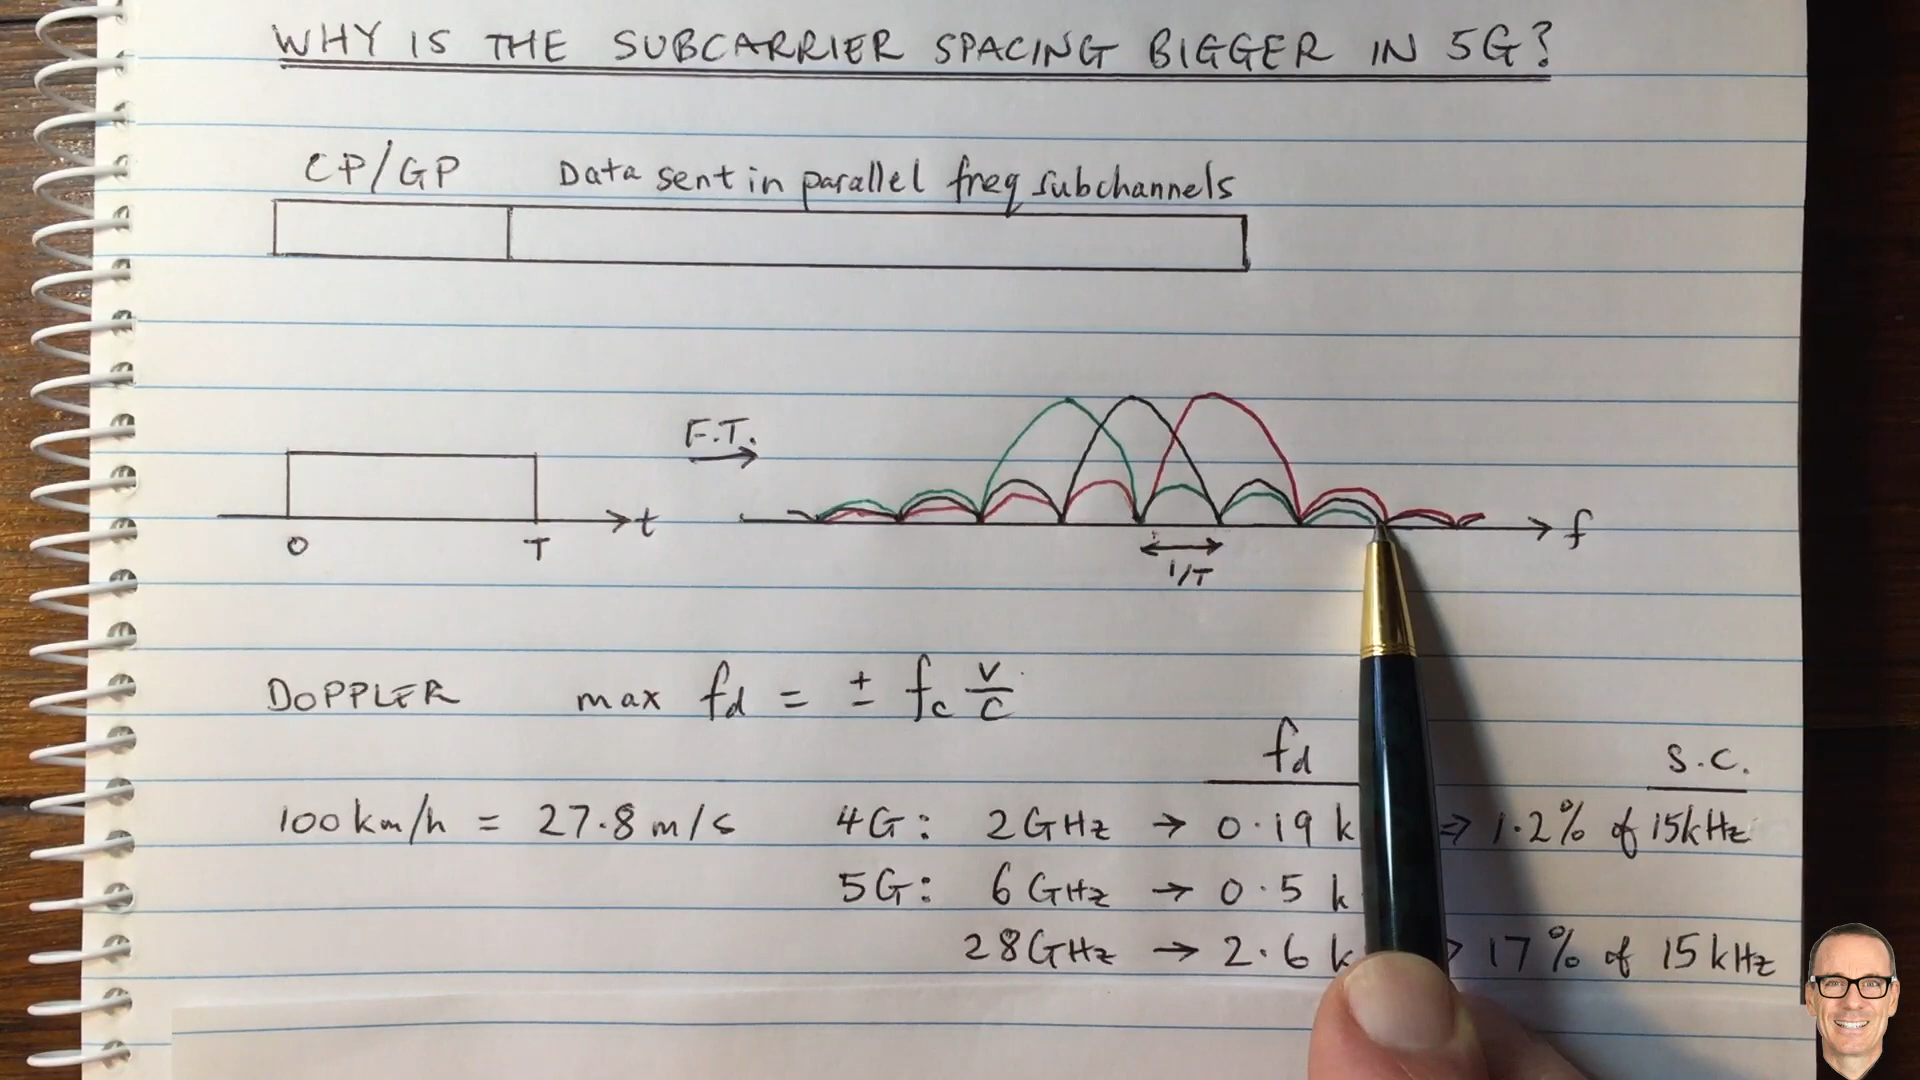 WHY IS THE SUBCARRIER SPACING BIGGER IN 5G?
CP/GP Data sent in parallel freq subchannels
F.T.
t f
0 T
1/T
DOPPLER max fd = ± fc v/c
fd s.c.
100km/h = 27.8 m/s 4G: 2GHz → 0.19 k ⇒ 1.2% of 15kHz
5G: 6 GHz → 0.5 k
28GHz → 2.6 k 17% of 15kHz